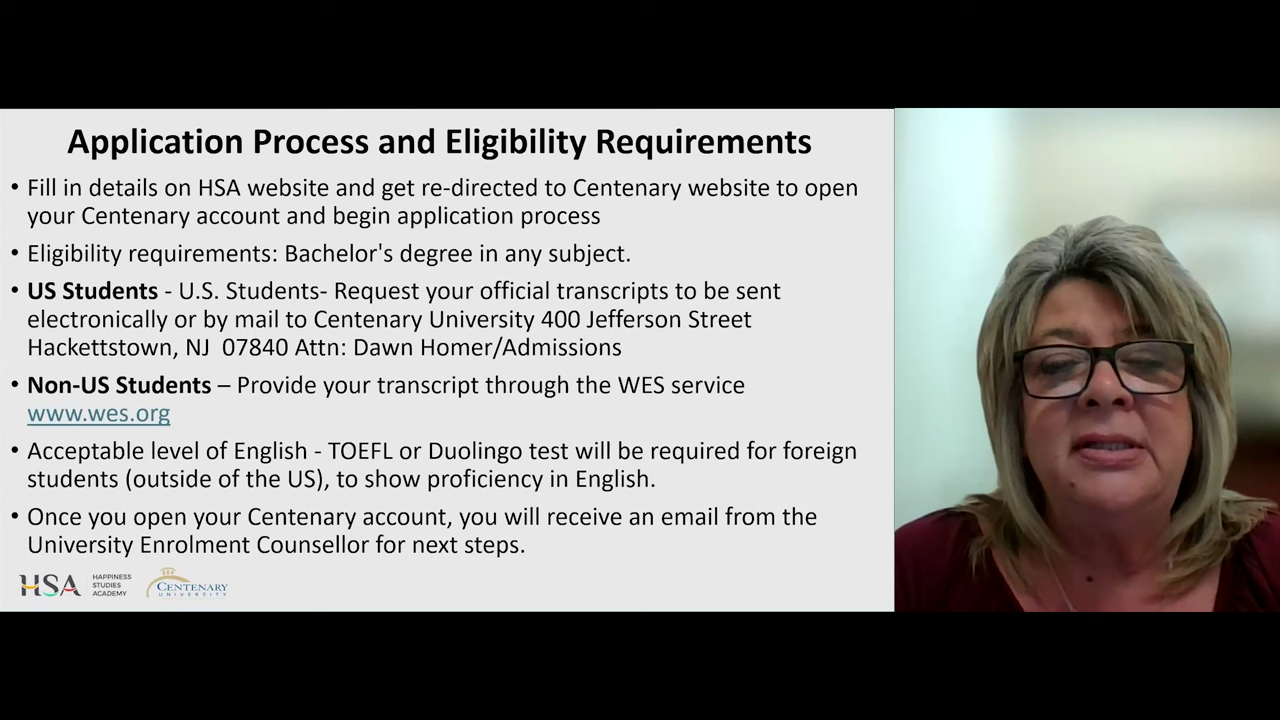 Application Process and Eligibility Requirements
• Fill in details on HSA website and get re-directed to Centenary website to open
your Centenary account and begin application process
• Eligibility requirements: Bachelor's degree in any subject.
• US Students - U.S. Students- Request your official transcripts to be sent
electronically or by mail to Centenary University 400 Jefferson Street
Hackettstown, NJ  07840 Attn: Dawn Homer/Admissions
• Non-US Students – Provide your transcript through the WES service
www.wes.org
• Acceptable level of English - TOEFL or Duolingo test will be required for foreign
students (outside of the US), to show proficiency in English.
• Once you open your Centenary account, you will receive an email from the
University Enrolment Counsellor for next steps.
HSA
HAPPINESS
STUDIES
ACADEMY
CENTENARY
UNIVERSITY